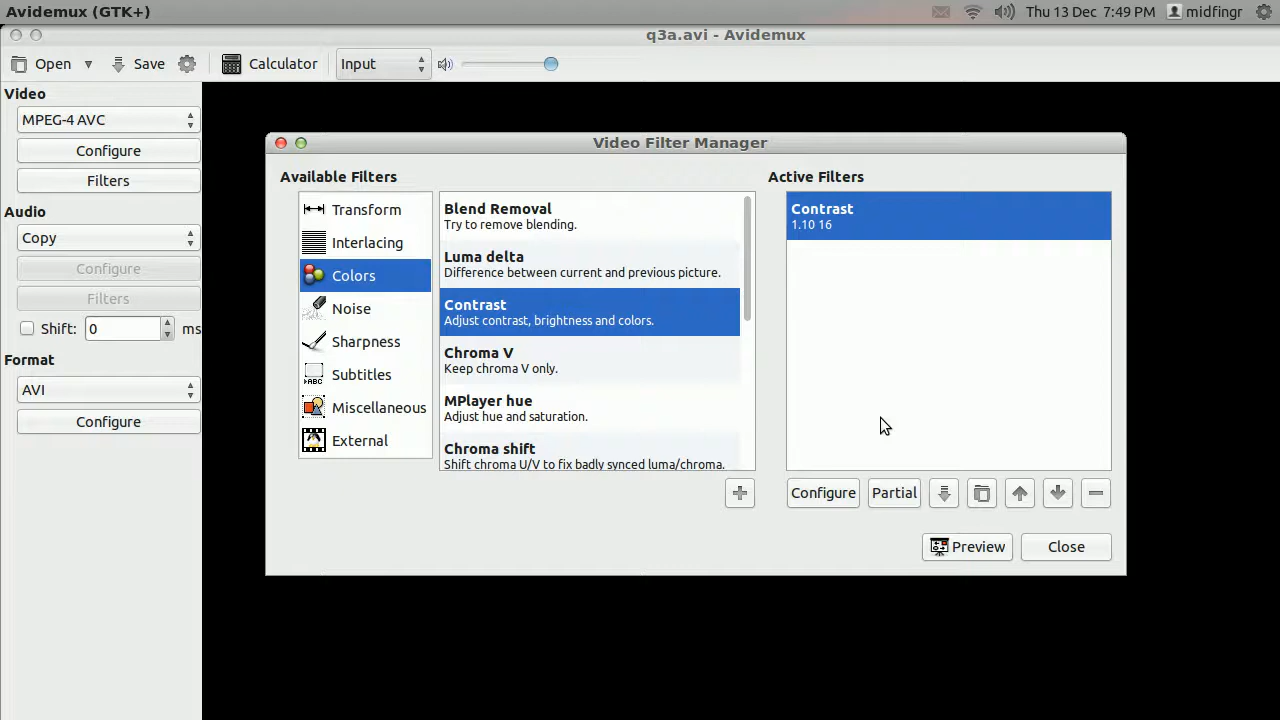 Avidemux (GTK+)
Thu 13 Dec 7:49 PM
midfingr
q3a.avi - Avidemux
Open
Save
Calculator
Input
Video
MPEG-4 AVC
Configure
Filters
Audio
Copy
Configure
Filters
Shift: 0 ms
Format
AVI
Configure
Video Filter Manager
Available Filters
Transform
Interlacing
Colors
Noise
Sharpness
Subtitles
Miscellaneous
External
Blend Removal
Try to remove blending.
Luma delta
Difference between current and previous picture.
Contrast
Adjust contrast, brightness and colors.
Chroma V
Keep chroma V only.
MPlayer hue
Adjust hue and saturation.
Chroma shift
Shift chroma U/V to fix badly synced luma/chroma.
Active Filters
Contrast
1.10 16
Configure
Partial
Preview
Close